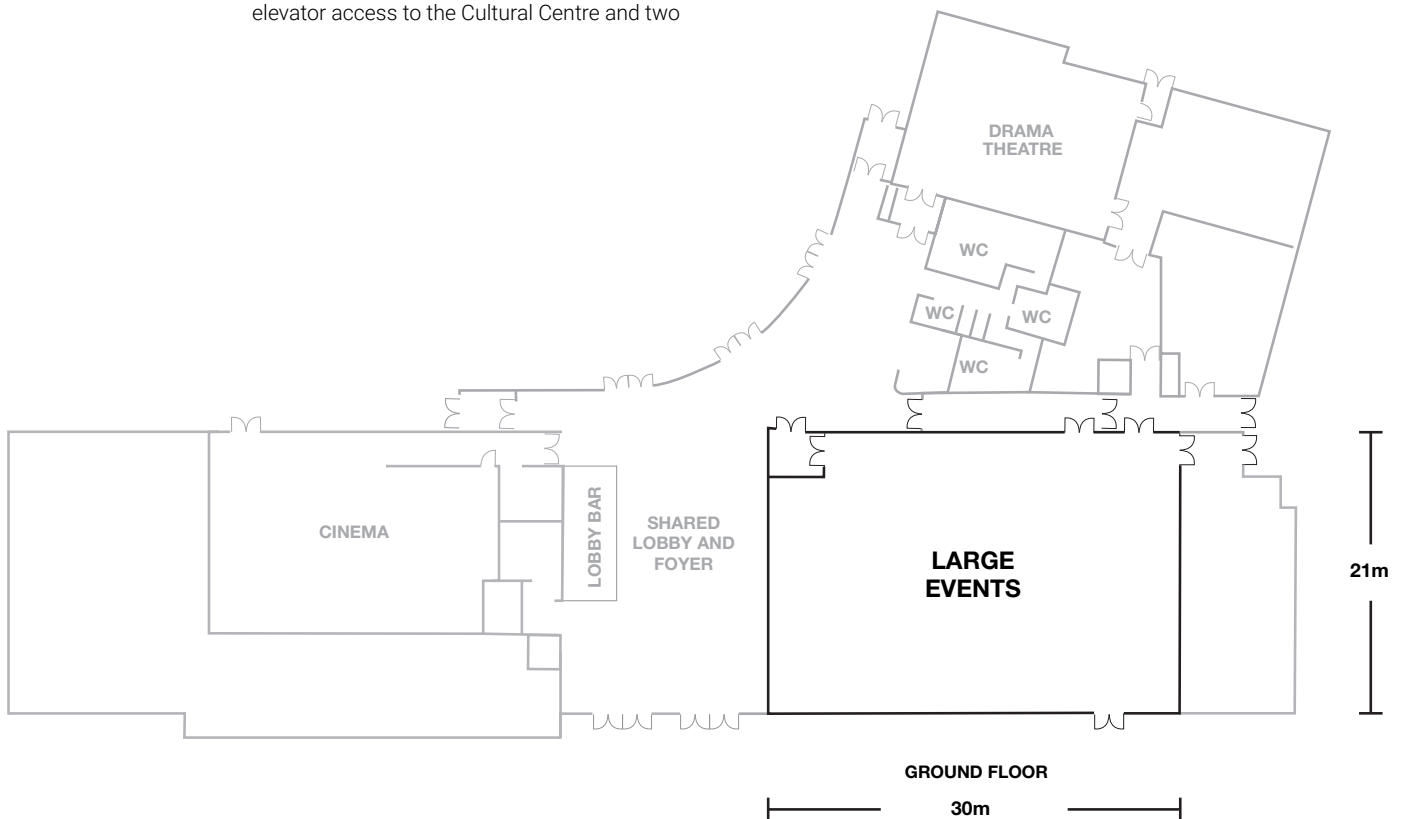 elevator access to the Cultural Centre and two
DRAMA
THEATRE
WC
WC
WC
WC
CINEMA
LOBBY BAR
SHARED
LOBBY AND
FOYER
LARGE
EVENTS
21m
GROUND FLOOR
30m